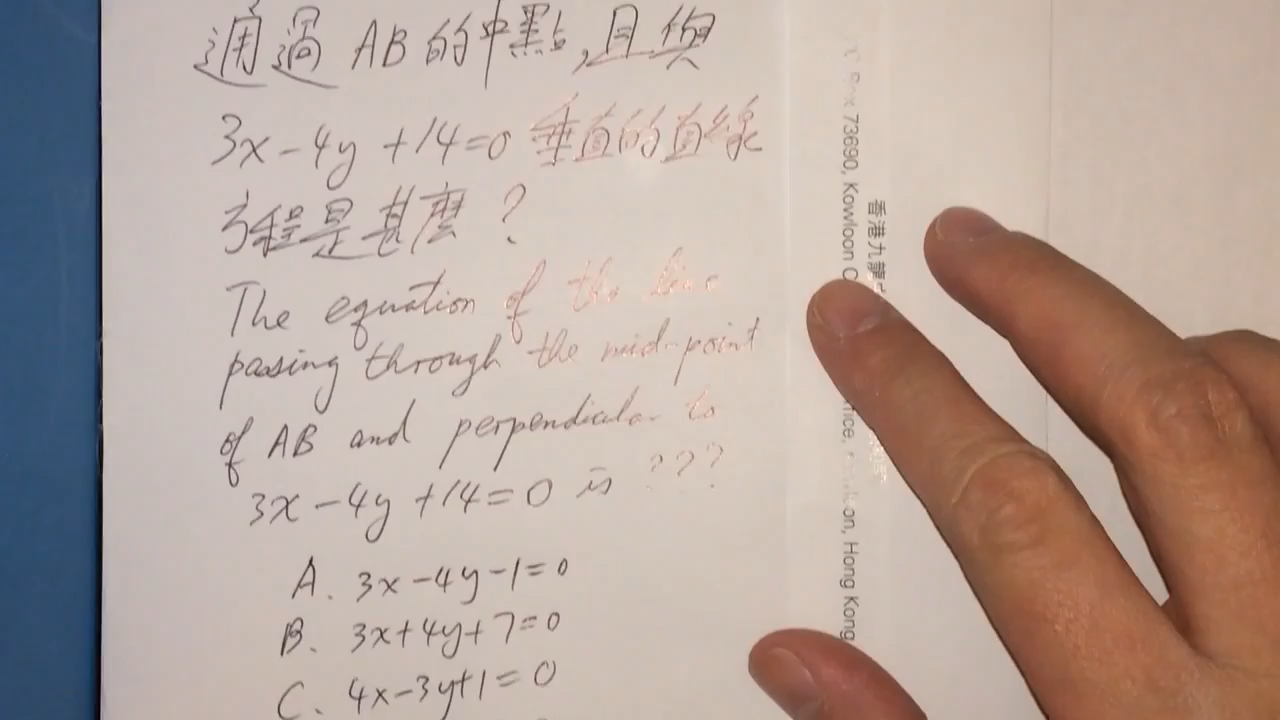 通過 AB 的中點,且與
3x-4y+14=0 垂直的直線
方程是甚麼?
The equation of the line
passing through the mid-point
of AB and perpendicular to
3x-4y+14=0 is ???
A. 3x-4y-1=0
B. 3x+4y+7=0
C. 4x-3y+1=0
Box 73690, Kowloon
Hong Kong
香港九龍